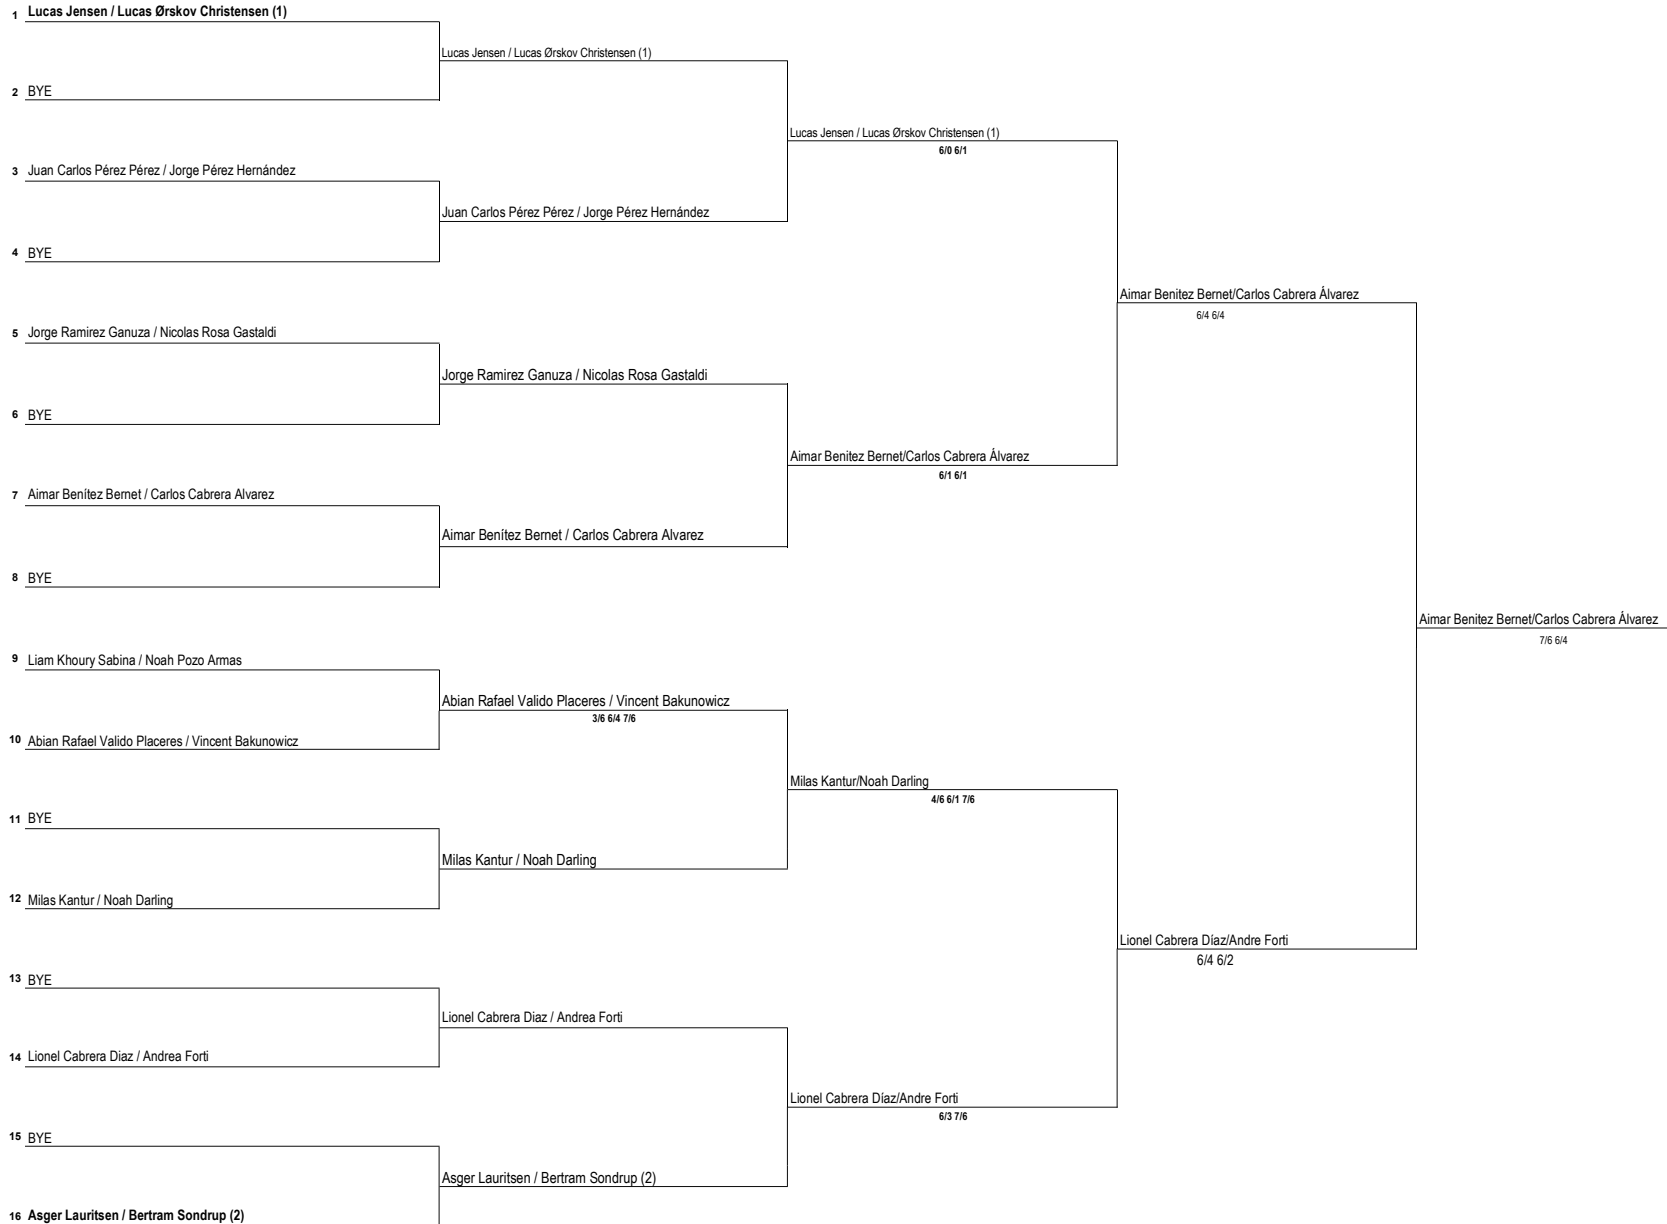 1 Lucas Jensen / Lucas Ørskov Christensen (1)
Lucas Jensen / Lucas Ørskov Christensen (1)
2 BYE
Lucas Jensen / Lucas Ørskov Christensen (1)
6/0 6/1
3 Juan Carlos Pérez Pérez / Jorge Pérez Hernández
Juan Carlos Pérez Pérez / Jorge Pérez Hernández
4 BYE
Aimar Benitez Bernet/Carlos Cabrera Álvarez
6/4 6/4
5 Jorge Ramirez Ganuza / Nicolas Rosa Gastaldi
Jorge Ramirez Ganuza / Nicolas Rosa Gastaldi
6 BYE
Aimar Benitez Bernet/Carlos Cabrera Álvarez
6/1 6/1
7 Aimar Benítez Bernet / Carlos Cabrera Alvarez
Aimar Benítez Bernet / Carlos Cabrera Alvarez
8 BYE
Aimar Benitez Bernet/Carlos Cabrera Álvarez
7/6 6/4
9 Liam Khoury Sabina / Noah Pozo Armas
Abian Rafael Valido Placeres / Vincent Bakunowicz
3/6 6/4 7/6
10 Abian Rafael Valido Placeres / Vincent Bakunowicz
Milas Kantur/Noah Darling
4/6 6/1 7/6
11 BYE
Milas Kantur / Noah Darling
12 Milas Kantur / Noah Darling
Lionel Cabrera Díaz/Andre Forti
6/4 6/2
13 BYE
Lionel Cabrera Diaz / Andrea Forti
14 Lionel Cabrera Diaz / Andrea Forti
Lionel Cabrera Díaz/Andre Forti
6/3 7/6
15 BYE
Asger Lauritsen / Bertram Sondrup (2)
16 Asger Lauritsen / Bertram Sondrup (2)